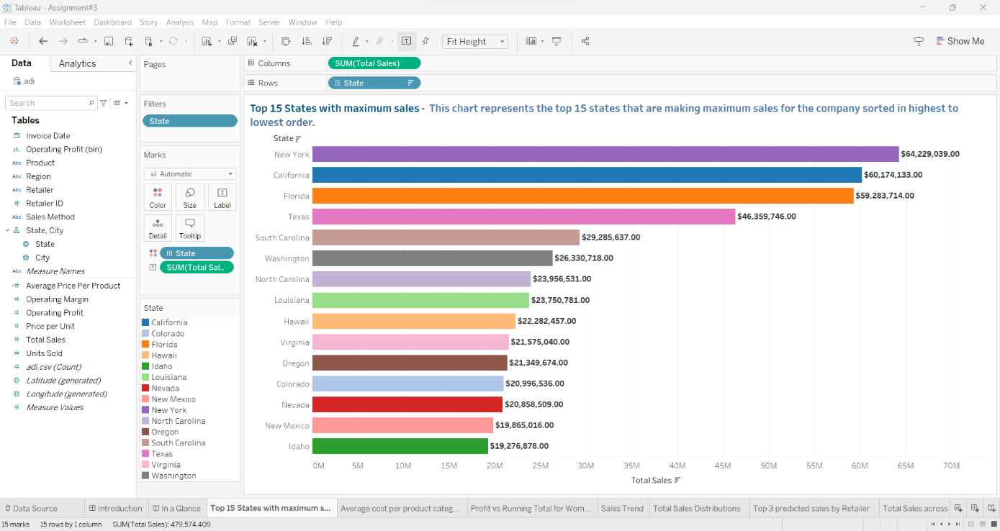 Tableau - Assignment#3
File Data Worksheet Dashboard Story Analysis Map Format Server Window Help
Fit Height
Show Me
Data Analytics
adi
Search
Tables
Invoice Date
Operating Profit (bin)
Abc Product
Abc Region
Abc Retailer
# Retailer ID
Abc Sales Method
State, City
State
City
Abc Measure Names
# Average Price Per Product
# Operating Margin
# Operating Profit
# Price per Unit
# Total Sales
# Units Sold
# adi.csv (Count)
Latitude (generated)
Longitude (generated)
# Measure Values
Pages
Filters
State
Marks
Automatic
Color Size Label
Detail Tooltip
State
SUM(Total Sal..
State
California
Colorado
Florida
Hawaii
Idaho
Louisiana
Nevada
New Mexico
New York
North Carolina
Oregon
South Carolina
Texas
Virginia
Washington
Columns SUM(Total Sales)
Rows State
Top 15 States with maximum sales - This chart represents the top 15 states that are making maximum sales for the company sorted in highest to
lowest order.
State
New York $64,229,039.00
California $60,174,133.00
Florida $59,283,714.00
Texas $46,359,746.00
South Carolina $29,285,637.00
Washington $26,330,718.00
North Carolina $23,956,531.00
Louisiana $23,750,781.00
Hawaii $22,282,457.00
Virginia $21,575,040.00
Oregon $21,349,674.00
Colorado $20,996,536.00
Nevada $20,858,509.00
New Mexico $19,865,016.00
Idaho $19,276,878.00
0M 5M 10M 15M 20M 25M 30M 35M 40M 45M 50M 55M 60M 65M 70M
Total Sales
Data Source Introduction In a Glance Top 15 States with maximum s... Average cost per product categ... Profit vs Running Total for Wom... Sales Trend Total Sales Distributions Top 3 predicted sales by Retailer Total Sales across
15 marks 15 rows by 1 column SUM(Total Sales): 479,574,409